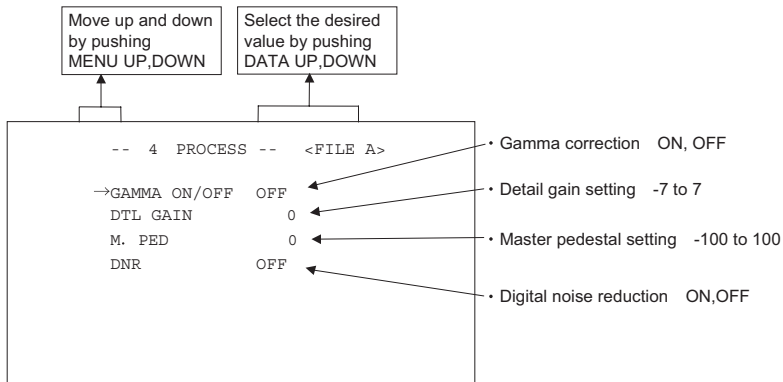 Move up and down
by pushing
MENU UP,DOWN
Select the desired
value by pushing
DATA UP,DOWN
-- 4 PROCESS -- <FILE A>
→GAMMA ON/OFF OFF
DTL GAIN 0
M. PED 0
DNR OFF
・Gamma correction ON, OFF
・Detail gain setting -7 to 7
・Master pedestal setting -100 to 100
・Digital noise reduction ON,OFF